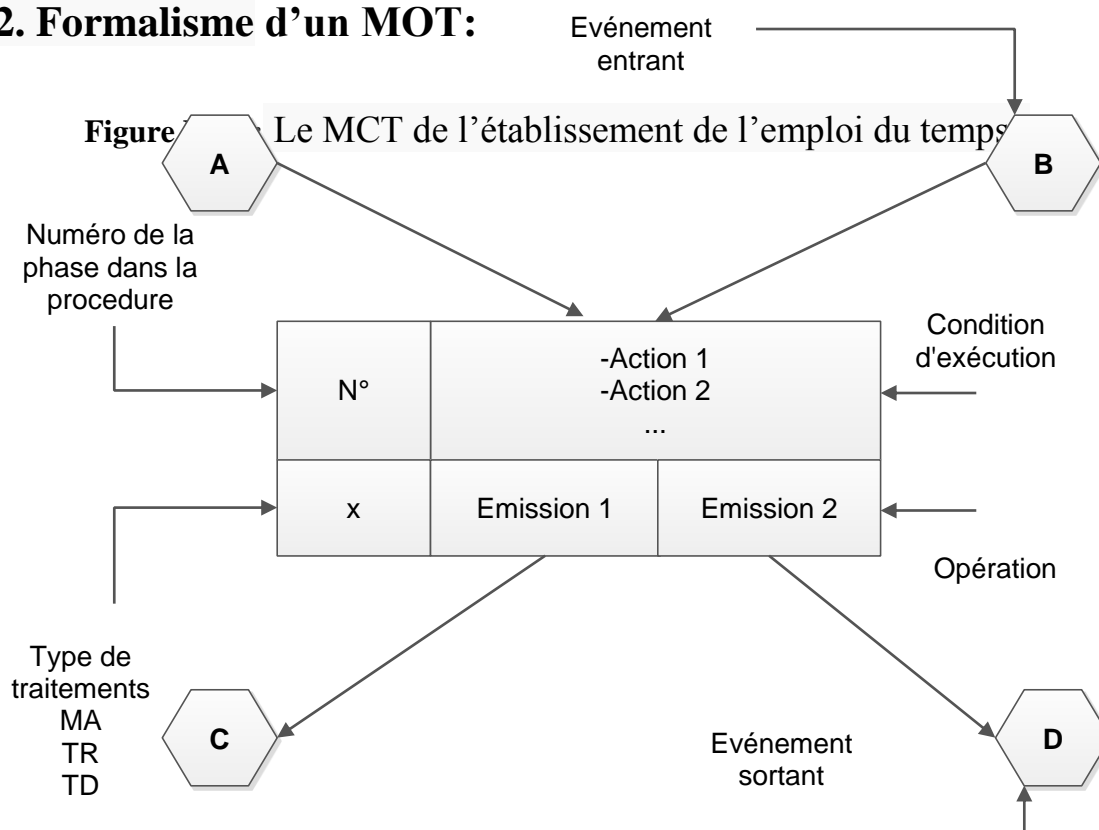 2. Formalisme d'un MOT:
Evénement
entrant
Figure
: Le MCT de l'établissement de l'emploi du temps
A
B
Numéro de la
phase dans la
procedure
Condition
d'exécution
N°
-Action 1
-Action 2
...
x
Emission 1
Emission 2
Opération
Type de
traitements
MA
TR
TD
C
Evénement
sortant
D